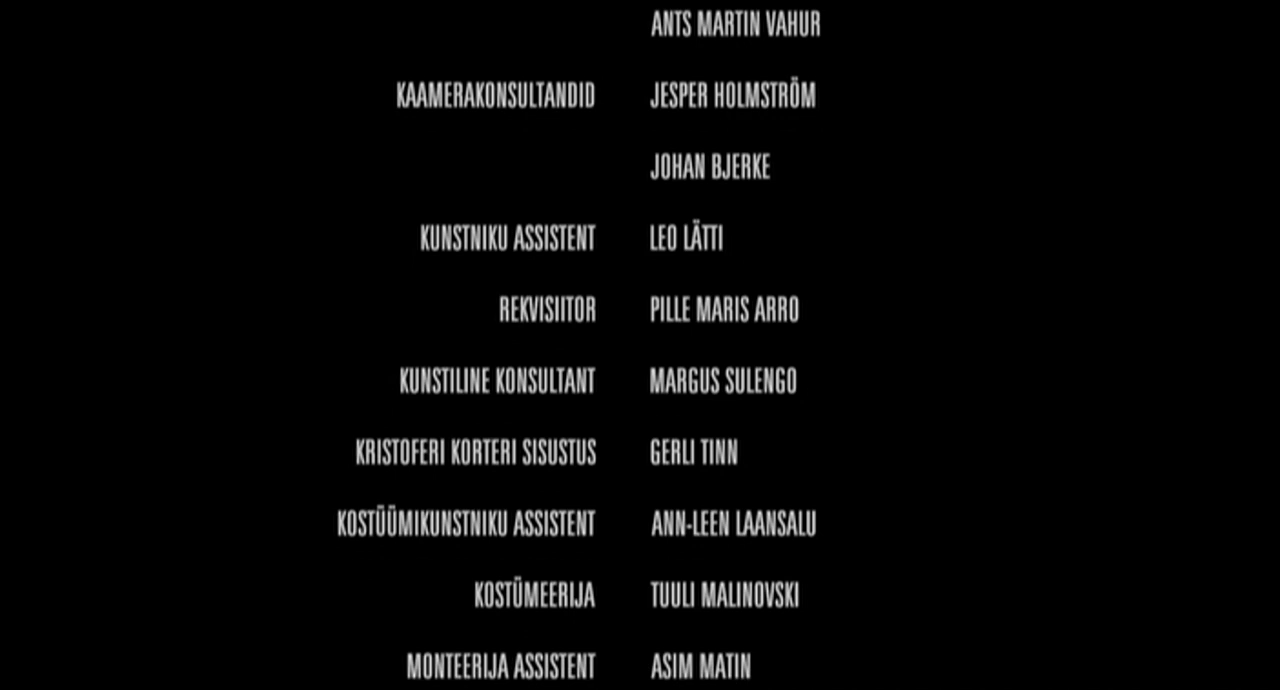 ANTS MARTIN VAHUR
KAAMERAKONSULTANDID JESPER HOLMSTRÖM
JOHAN BJERKE
KUNSTNIKU ASSISTENT LEO LÄTTI
REKVISIITOR PILLE MARIS ARRO
KUNSTILINE KONSULTANT MARGUS SULENGO
KRISTOFERI KORTERI SISUSTUS GERLI TINN
KOSTÜÜMIKUNSTNIKU ASSISTENT ANN-LEEN LAANSALU
KOSTÜMEERIJA TUULI MALINOVSKI
MONTEERIJA ASSISTENT ASIM MATIN